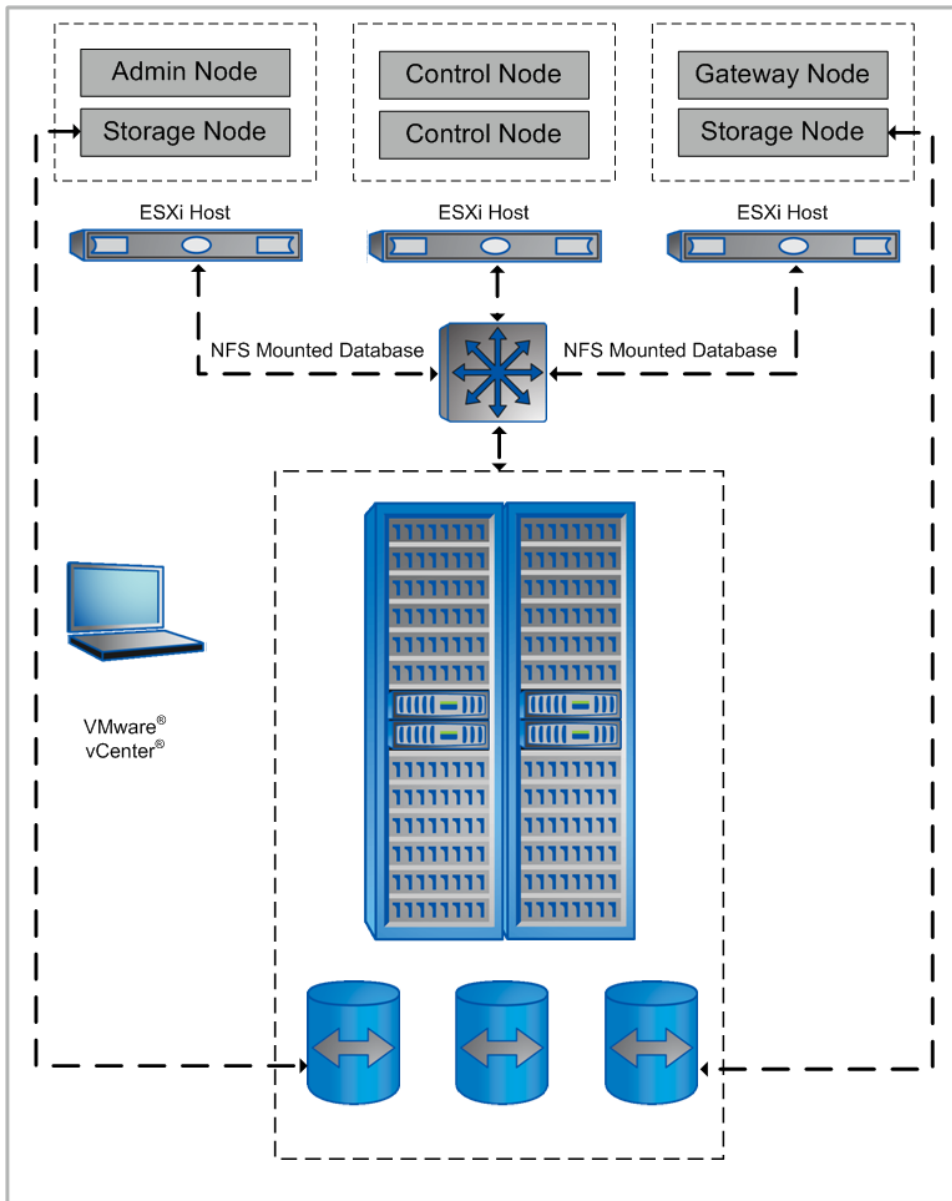 Admin Node
Storage Node
Control Node
Control Node
Gateway Node
Storage Node
ESXi Host
ESXi Host
ESXi Host
NFS Mounted Database
NFS Mounted Database
VMware®
vCenter®